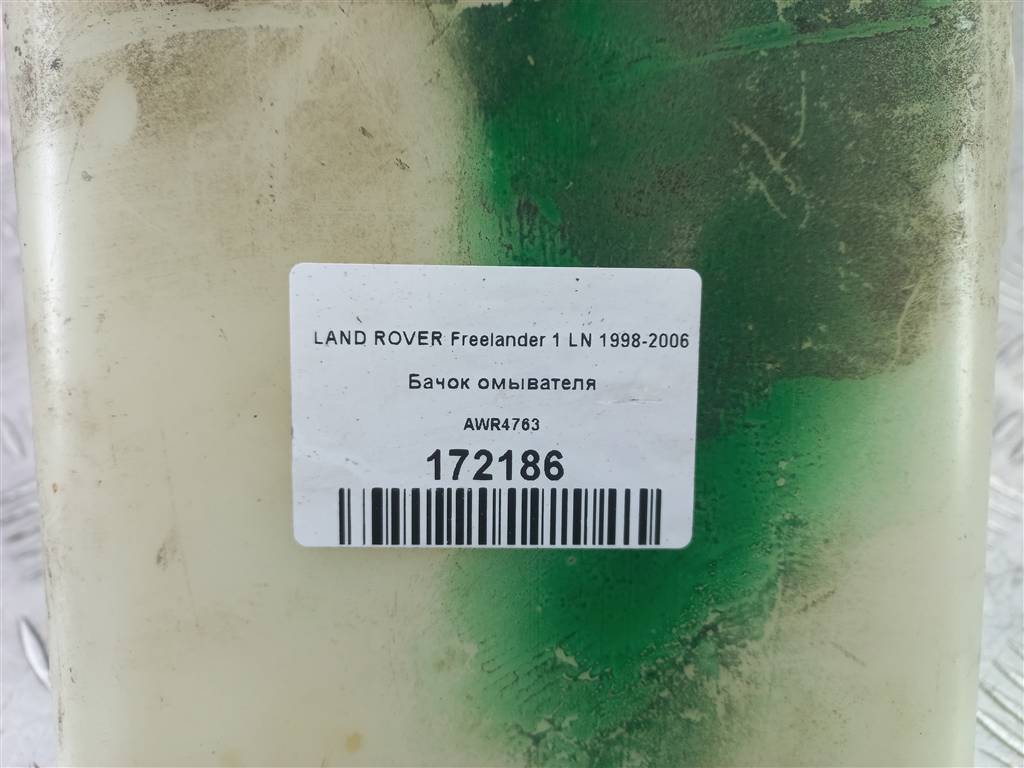 LAND ROVER Freelander 1 LN 1998-2006
Бачок омывателя
AWR4763
172186